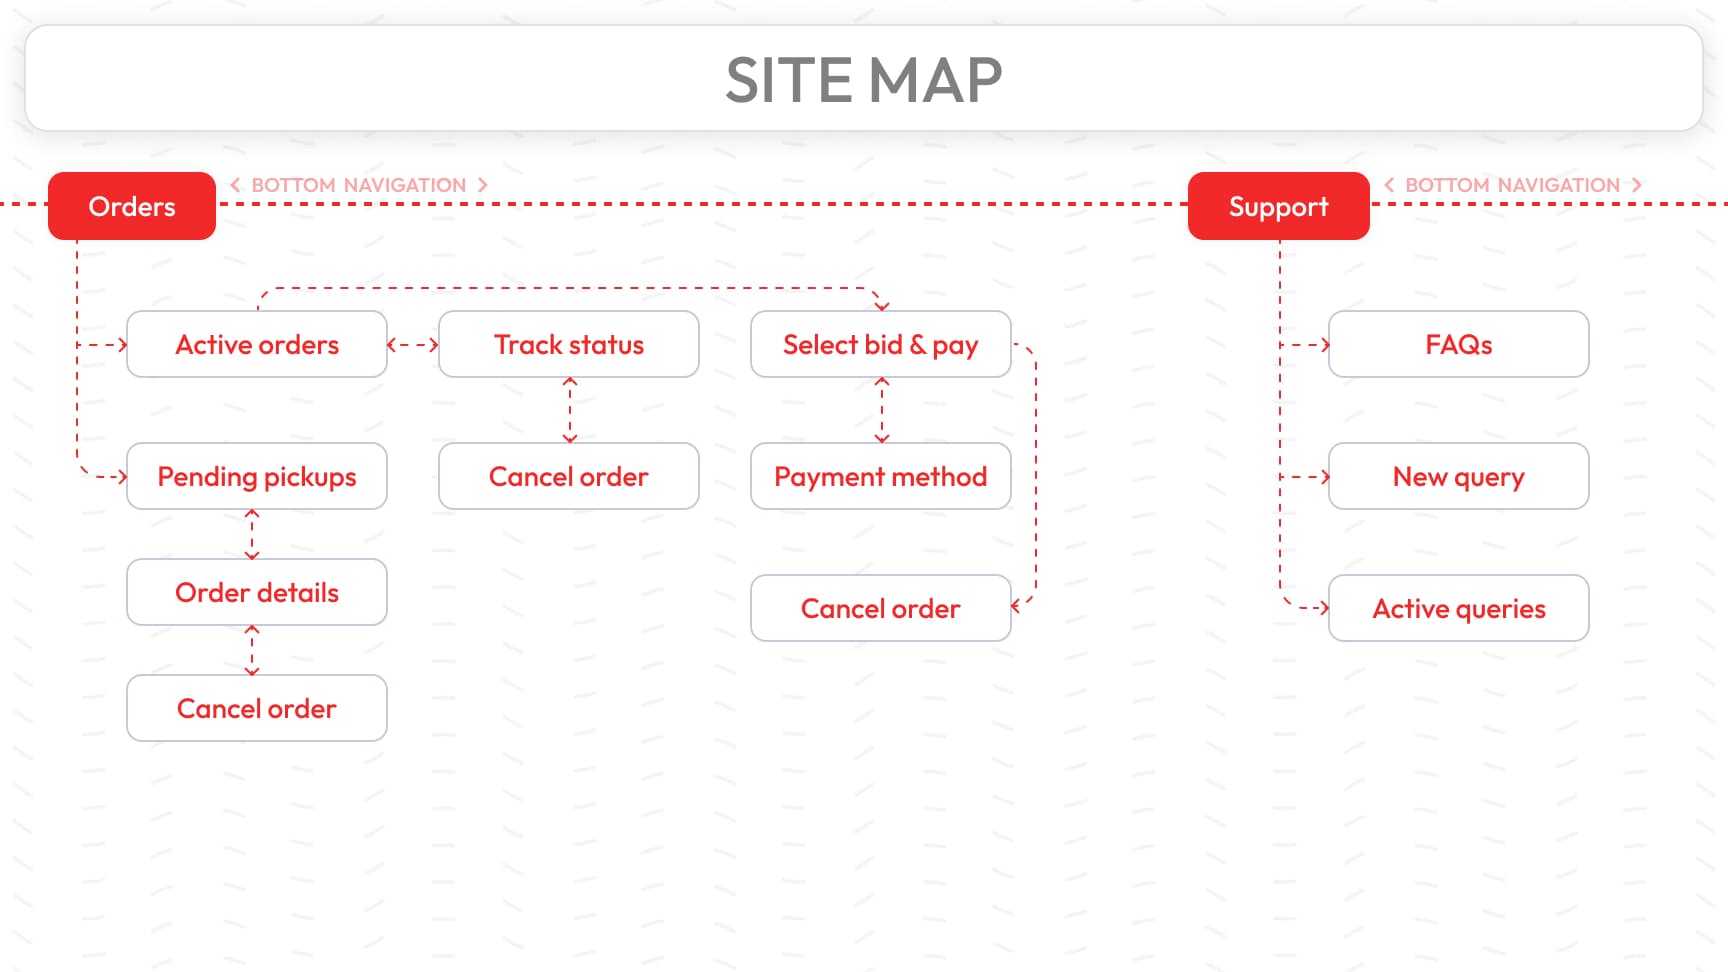 SITE MAP
Orders
BOTTOM NAVIGATION
Support
BOTTOM NAVIGATION
Active orders
Track status
Select bid & pay
FAQs
Pending pickups
Cancel order
Payment method
New query
Order details
Cancel order
Active queries
Cancel order